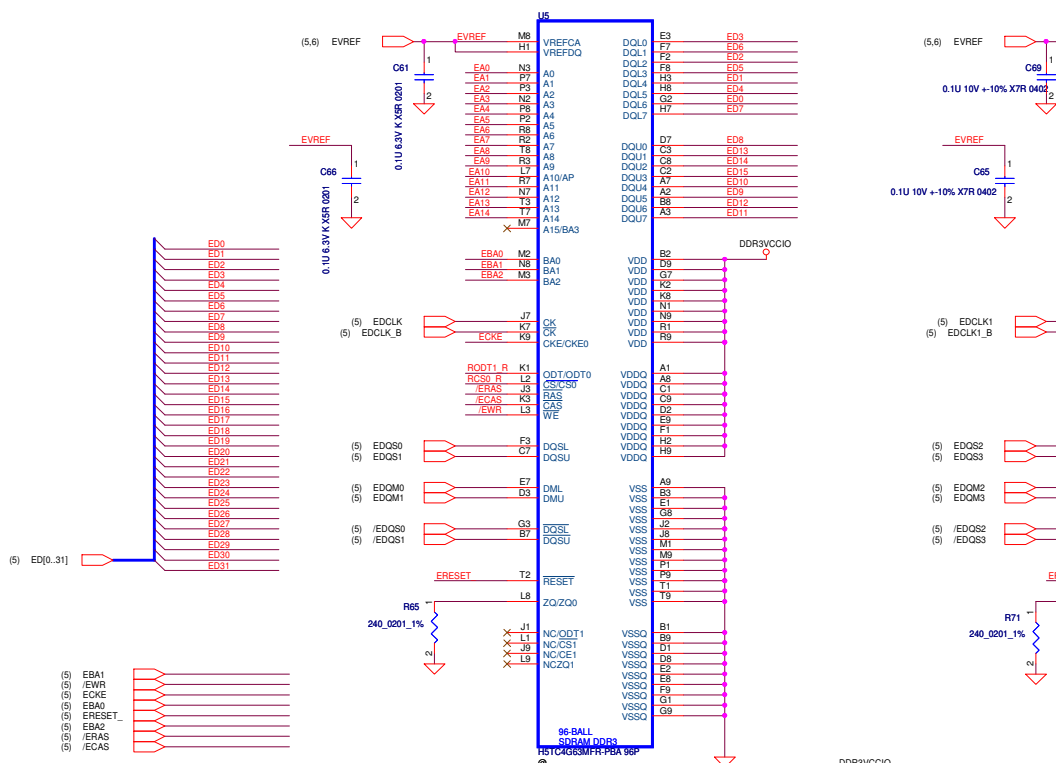 U5
(5,6) EVREF
EVREF
M8 VREFCA
H1 VREFDQ
C61
1
2
0.1U 6.3V K X5R 0201
EVREF
C66
1
2
0.1U 6.3V K X5R 0201
EA0 N3 A0
EA1 P7 A1
EA2 P3 A2
EA3 N2 A3
EA4 P8 A4
EA5 P2 A5
EA6 R8 A6
EA7 R2 A7
EA8 T8 A8
EA9 R3 A9
EA10 L7 A10/AP
EA11 R7 A11
EA12 N7 A12
EA13 T3 A13
EA14 T7 A14
M7 A15/BA3
EBA0 M2 BA0
EBA1 N8 BA1
EBA2 M3 BA2
(5) EDCLK J7 CK
(5) EDCLK_B K7 CK
ECKE K9 CKE/CKE0
RODT1_R K1 ODT/ODT0
RCS0_R L2 CS/CS0
/ERAS J3 RAS
/ECAS K3 CAS
/EWR L3 WE
(5) EDQS0 F3 DQSL
(5) EDQS1 C7 DQSU
(5) EDQM0 E7 DML
(5) EDQM1 D3 DMU
(5) /EDQS0 G3 DQSL
(5) /EDQS1 B7 DQSU
ERESET T2 RESET
L8 ZQ/ZQ0
R65
240_0201_1%
1
2
J1 NC/ODT1
L1 NC/CS1
J9 NC/CE1
L9 NCZQ1
96-BALL
SDRAM DDR3
H5TC4G63MFR-PBA 96P
@
DQL0 E3 ED3
DQL1 F7 ED6
DQL2 F2 ED2
DQL3 F8 ED5
DQL4 H3 ED1
DQL5 H8 ED4
DQL6 G2 ED0
DQL7 H7 ED7
DQU0 D7 ED8
DQU1 C3 ED13
DQU2 C8 ED14
DQU3 C2 ED15
DQU4 A7 ED10
DQU5 A2 ED9
DQU6 B8 ED12
DQU7 A3 ED11
DDR3VCCIO
VDD B2
VDD D9
VDD G7
VDD K2
VDD K8
VDD N1
VDD N9
VDD R1
VDD R9
VDDQ A1
VDDQ A8
VDDQ C1
VDDQ C9
VDDQ D2
VDDQ E9
VDDQ F1
VDDQ H2
VDDQ H9
VSS A9
VSS B3
VSS E1
VSS G8
VSS J2
VSS J8
VSS M1
VSS M9
VSS P1
VSS P9
VSS T1
VSS T9
VSSQ B1
VSSQ B9
VSSQ D1
VSSQ D8
VSSQ E2
VSSQ E8
VSSQ F9
VSSQ G1
VSSQ G9
ED0
ED1
ED2
ED3
ED4
ED5
ED6
ED7
ED8
ED9
ED10
ED11
ED12
ED13
ED14
ED15
ED16
ED17
ED18
ED19
ED20
ED21
ED22
ED23
ED24
ED25
ED26
ED27
ED28
ED29
ED30
ED31
(5) ED[0..31]
(5) EBA1
(5) /EWR
(5) ECKE
(5) EBA0
(5) ERESET_
(5) EBA2
(5) /ERAS
(5) /ECAS
(5,6) EVREF
C69
1
2
0.1U 10V +-10% X7R 0402
EVREF
C65
1
2
0.1U 10V +-10% X7R 0402
(5) EDCLK1
(5) EDCLK1_B
(5) EDQS2
(5) EDQS3
(5) EDQM2
(5) EDQM3
(5) /EDQS2
(5) /EDQS3
R71
240_0201_1%
1
2
DDR3VCCIO